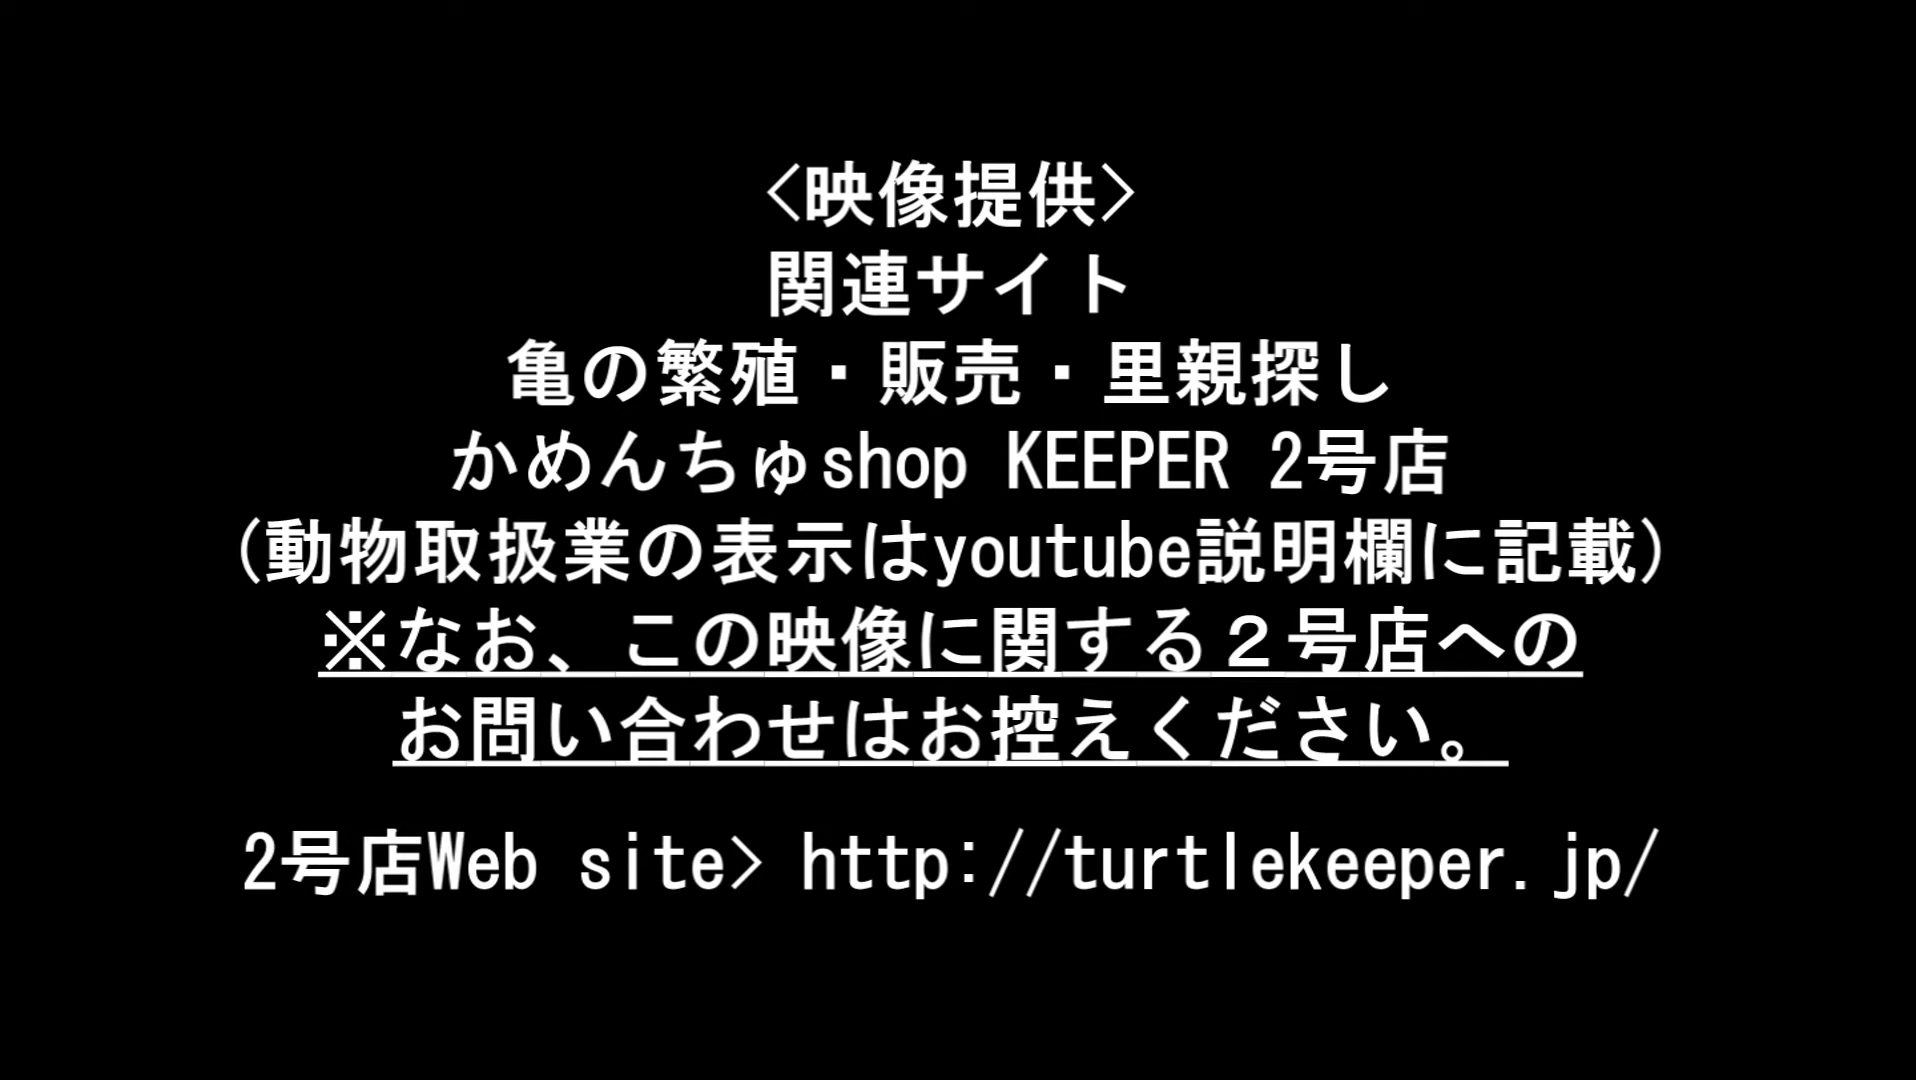 <映像提供>
関連サイト
亀の繁殖・販売・里親探し
かめんちゅshop KEEPER 2号店
(動物取扱業の表示はyoutube説明欄に記載)
※なお、この映像に関する２号店への
お問い合わせはお控えください。
2号店Web site> http://turtlekeeper.jp/